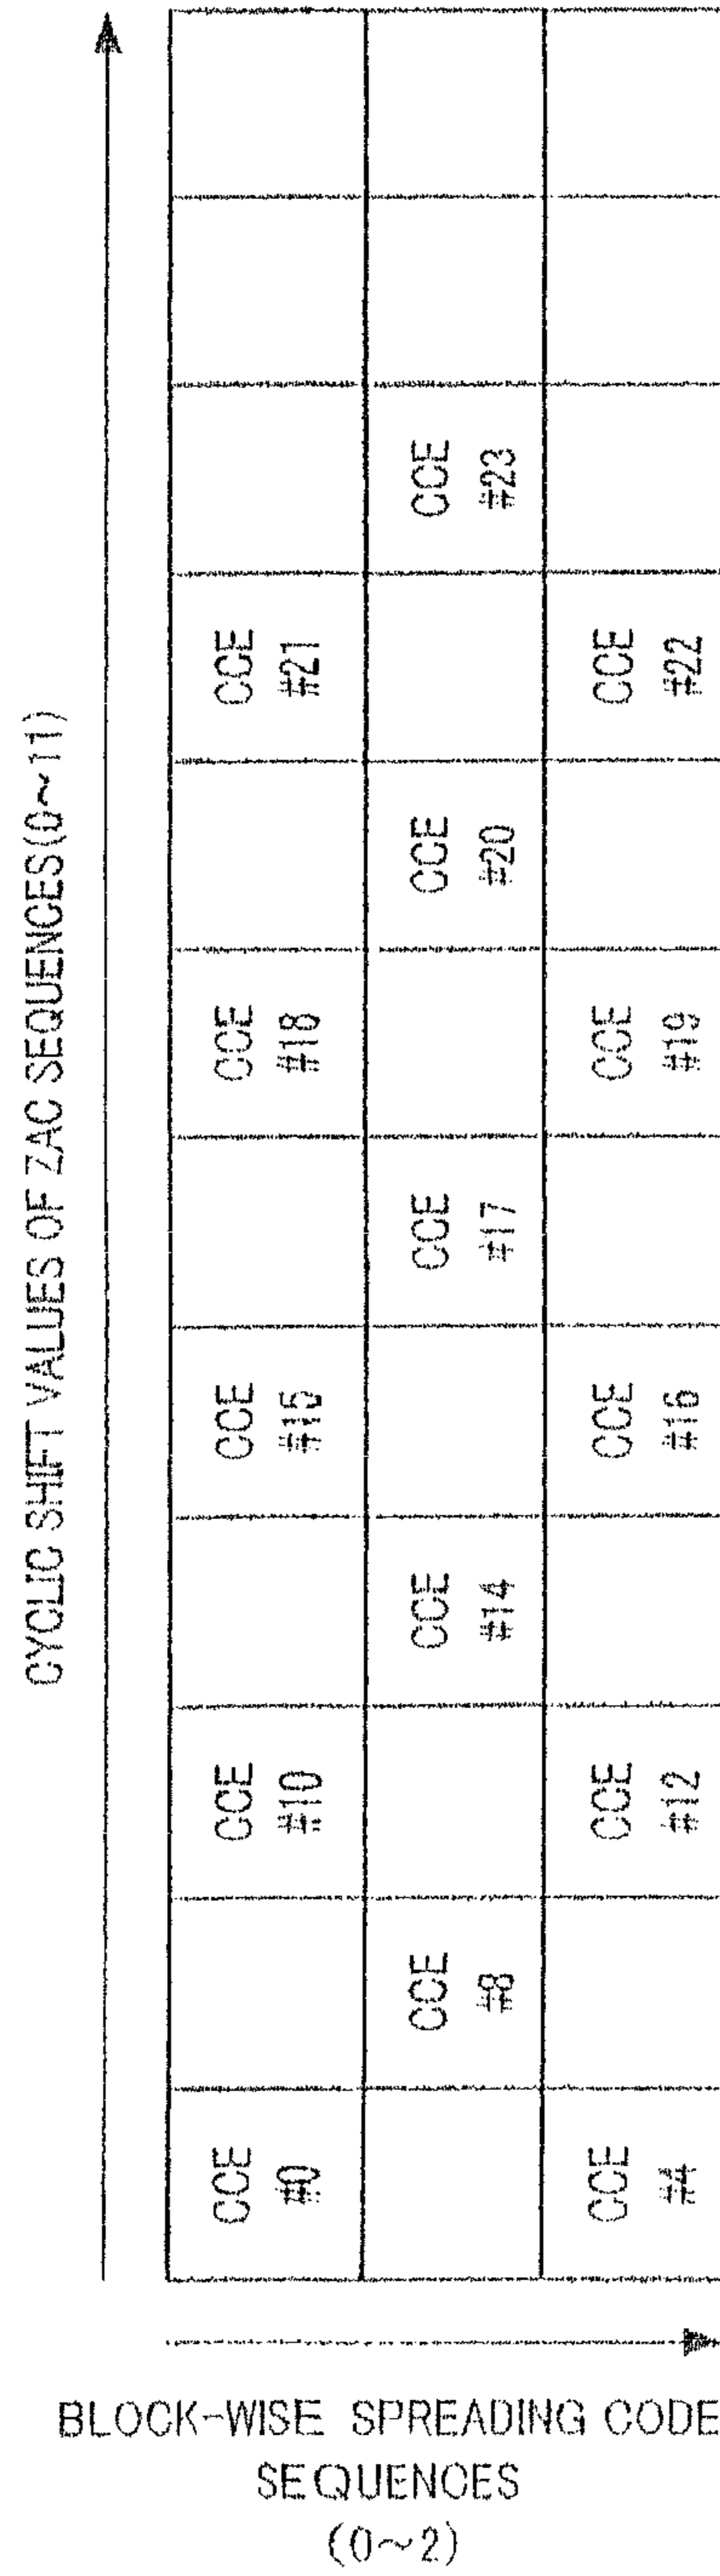 CYCLIC SHIFT VALUES OF ZAC SEQUENCES(0~11)
CCE
#23
CCE
#21
CCE
#22
CCE
#20
CCE
#18
CCE
#19
CCE
#17
CCE
#15
CCE
#16
CCE
#14
CCE
#10
CCE
#12
CCE
#8
CCE
#0
CCE
#4
BLOCK-WISE SPREADING CODE
SEQUENCES
(0~2)